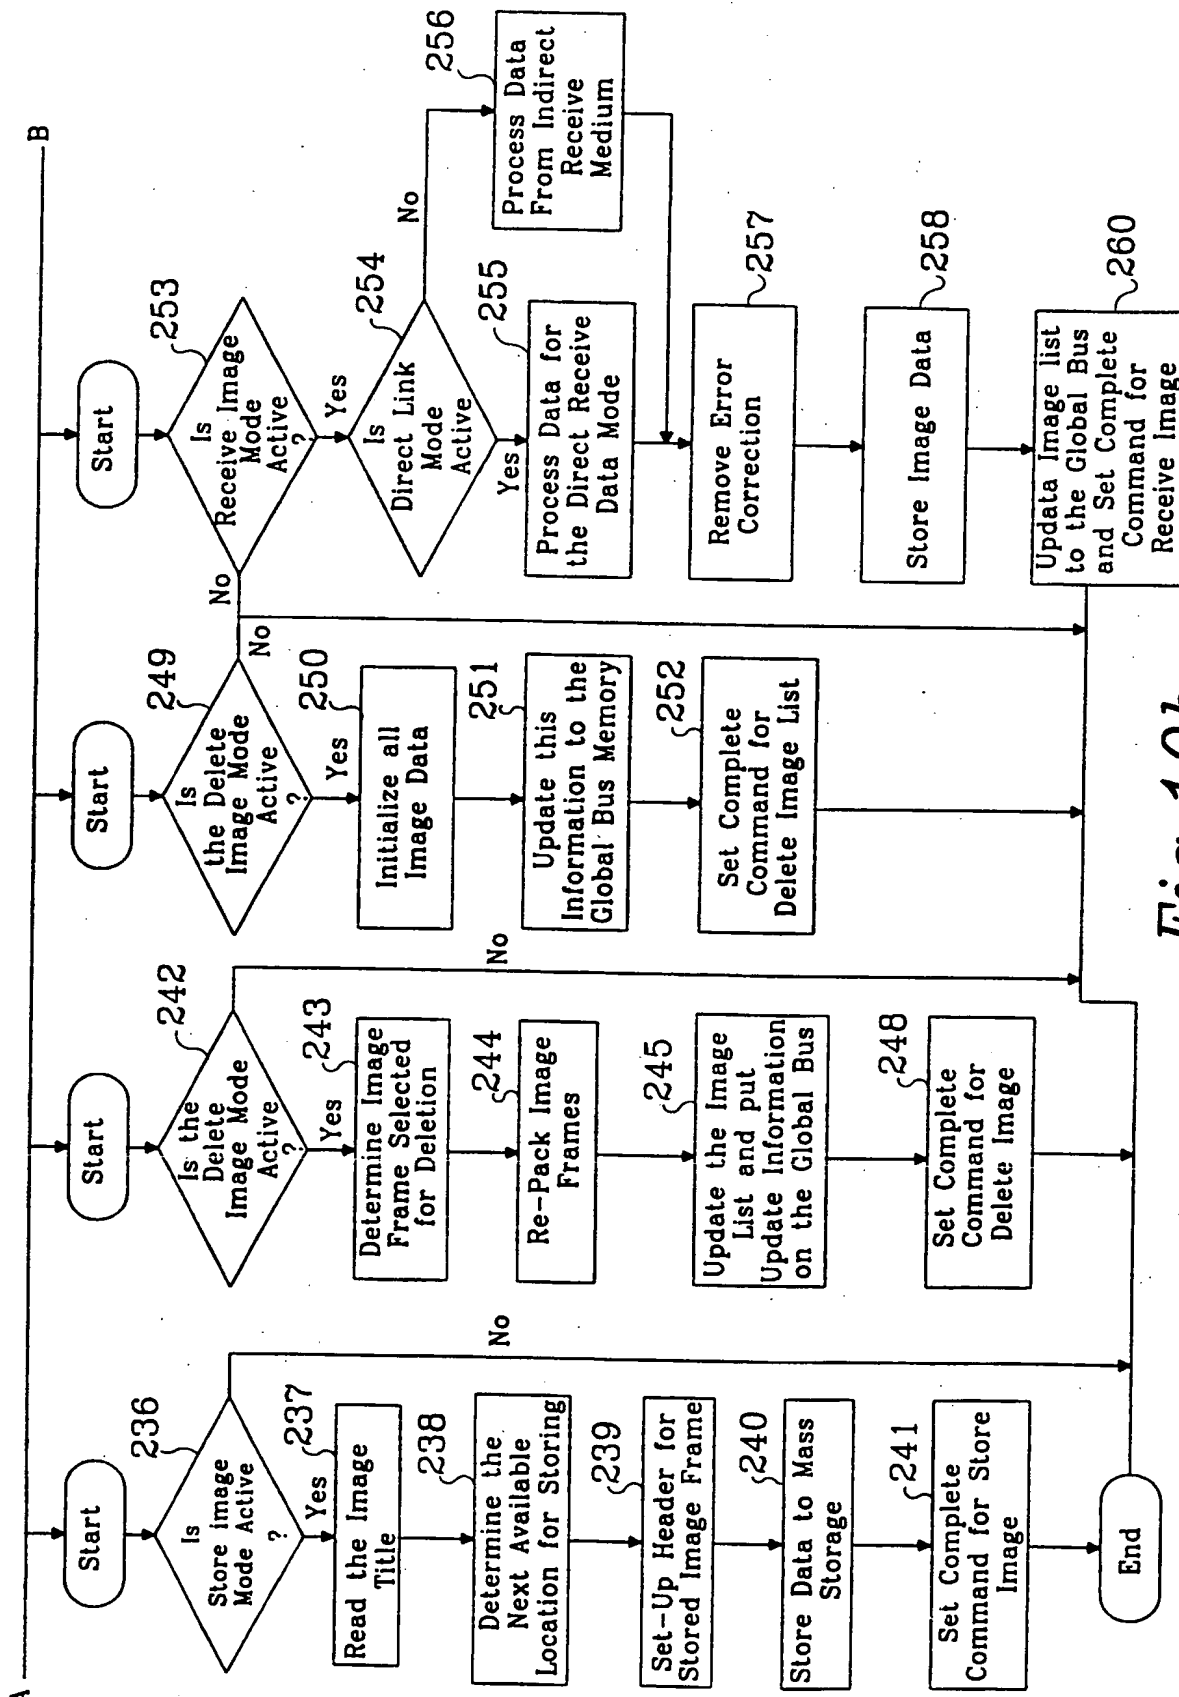 A
B
Start
236
Is
Store image
Mode Active
?
Yes
No
237
Read the Image
Title
238
Determine the
Next Available
Location for Storing
239
Set-Up Header for
Stored Image Frame
240
Store Data to Mass
Storage
241
Set Complete
Command for Store
Image
End
Start
242
Is the
Delete
Image Mode
Active
?
Yes
No
243
Determine Image
Frame Selected
for Deletion
244
Re-Pack Image
Frames
245
Update the Image
List and put
Update Information
on the Global Bus
248
Set Complete
Command for
Delete Image
Start
249
Is
the Delete
Image Mode
Active
?
Yes
No
250
Initialize all
Image Data
251
Update this
Information to the
Global Bus Memory
252
Set Complete
Command for
Delete Image List
Start
253
Is
Receive Image
Mode
Active
?
No
Yes
254
Is
Direct Link
Mode
Active
No
Yes
255
Process Data for
the Direct Receive
Data Mode
256
Process Data
From Indirect
Receive
Medium
257
Remove Error
Correction
258
Store Image Data
260
Updata Image list
to the Global Bus
and Set Complete
Command for
Receive Image